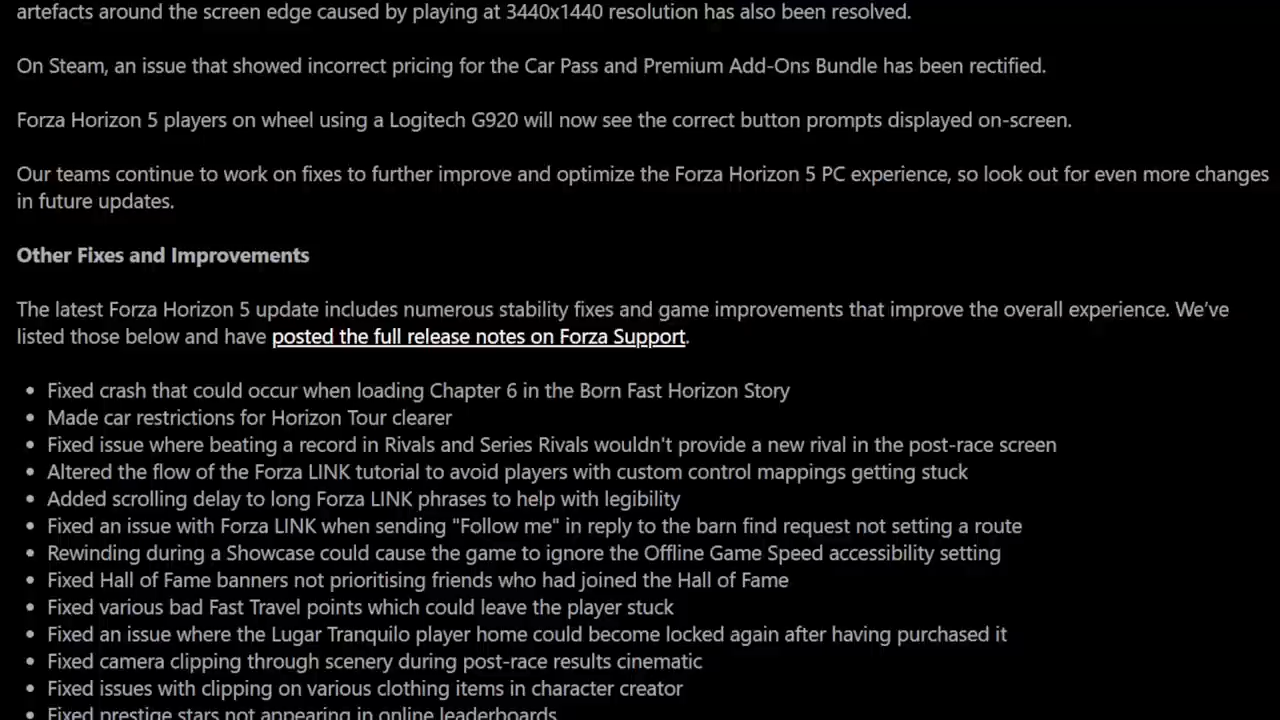 artefacts around the screen edge caused by playing at 3440x1440 resolution has also been resolved.
On Steam, an issue that showed incorrect pricing for the Car Pass and Premium Add-Ons Bundle has been rectified.
Forza Horizon 5 players on wheel using a Logitech G920 will now see the correct button prompts displayed on-screen.
Our teams continue to work on fixes to further improve and optimize the Forza Horizon 5 PC experience, so look out for even more changes
in future updates.
Other Fixes and Improvements
The latest Forza Horizon 5 update includes numerous stability fixes and game improvements that improve the overall experience. We’ve
listed those below and have posted the full release notes on Forza Support.
• Fixed crash that could occur when loading Chapter 6 in the Born Fast Horizon Story
• Made car restrictions for Horizon Tour clearer
• Fixed issue where beating a record in Rivals and Series Rivals wouldn't provide a new rival in the post-race screen
• Altered the flow of the Forza LINK tutorial to avoid players with custom control mappings getting stuck
• Added scrolling delay to long Forza LINK phrases to help with legibility
• Fixed an issue with Forza LINK when sending "Follow me" in reply to the barn find request not setting a route
• Rewinding during a Showcase could cause the game to ignore the Offline Game Speed accessibility setting
• Fixed Hall of Fame banners not prioritising friends who had joined the Hall of Fame
• Fixed various bad Fast Travel points which could leave the player stuck
• Fixed an issue where the Lugar Tranquilo player home could become locked again after having purchased it
• Fixed camera clipping through scenery during post-race results cinematic
• Fixed issues with clipping on various clothing items in character creator
• Fixed prestige stars not appearing in online leaderboards